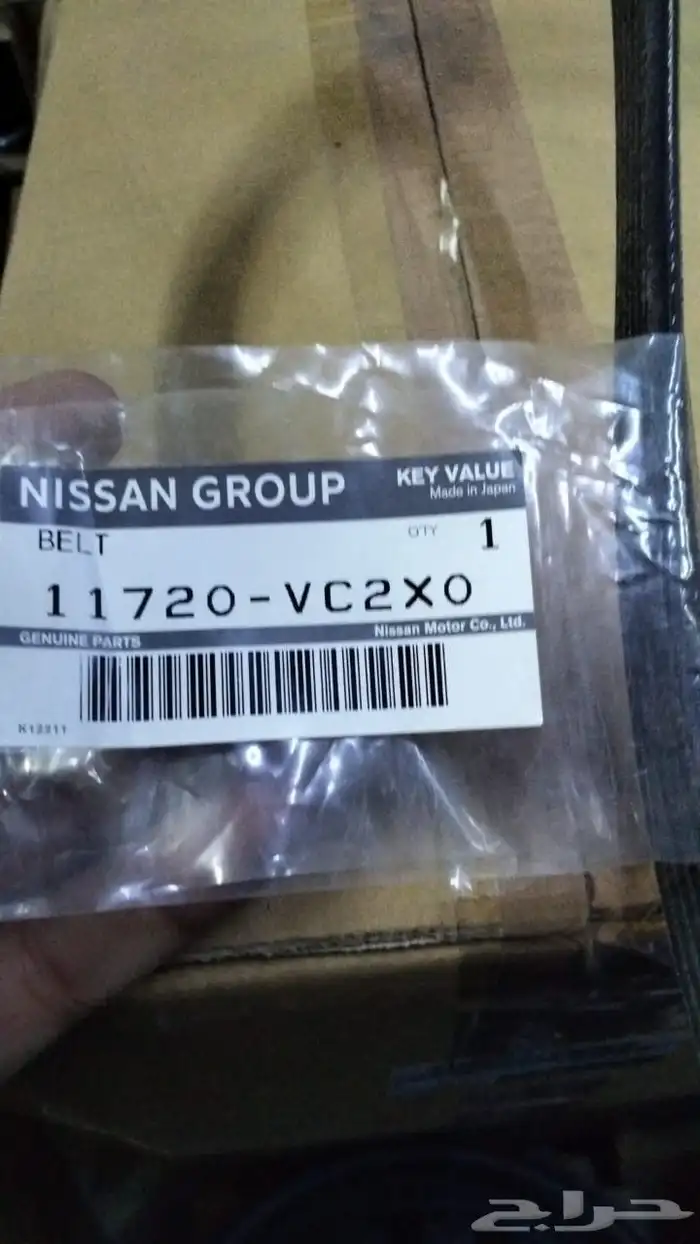 NISSAN GROUP
KEY VALUE
Made in Japan
BELT
QTY 1
11720-VC2X0
GENUINE PARTS
Nissan Motor Co., Ltd.
K12211
حراج